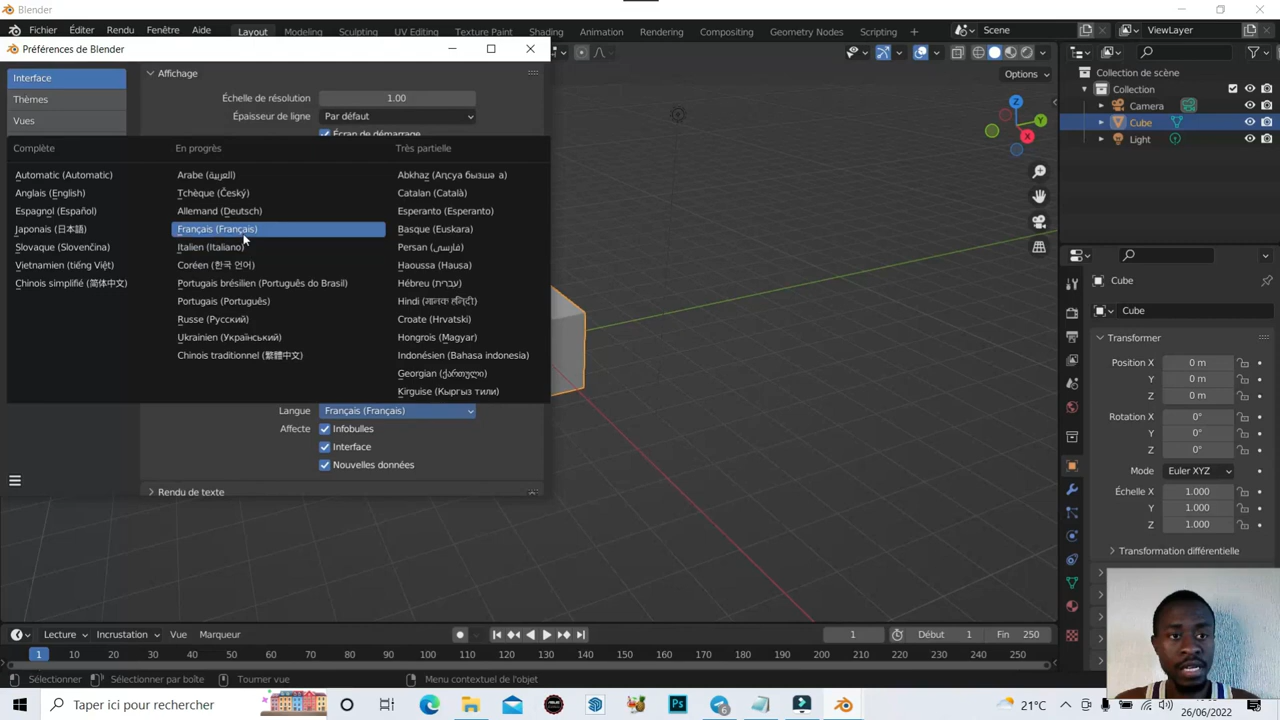 Blender
Fichier Éditer Rendu Fenêtre Aide Layout Modeling Sculpting UV Editing Texture Paint Shading Animation Rendering Compositing Geometry Nodes Scripting + Scene ViewLayer
Préférences de Blender
Options
Collection de scène
Collection
Camera
Cube
Light
Interface
Thèmes
Vues
Affichage
Échelle de résolution 1.00
Épaisseur de ligne Par défaut
Écran de démarrage
Complète
Automatic (Automatic)
Anglais (English)
Espagnol (Español)
Japonais (日本語)
Slovaque (Slovenčina)
Vietnamien (tiếng Việt)
Chinois simplifié (简体中文)
En progrès
Arabe (العربية)
Tchèque (Český)
Allemand (Deutsch)
Français (Français)
Italien (Italiano)
Coréen (한국 언어)
Portugais brésilien (Português do Brasil)
Portugais (Português)
Russe (Русский)
Ukrainien (Український)
Chinois traditionnel (繁體中文)
Très partielle
Abkhaz (Аԥсуа бызшәа)
Catalan (Català)
Esperanto (Esperanto)
Basque (Euskara)
Persan (فارسی)
Haoussa (Hausa)
Hébreu (עברית)
Hindi (मानक हिन्दी)
Croate (Hrvatski)
Hongrois (Magyar)
Indonésien (Bahasa indonesia)
Georgian (ქართული)
Kirguise (Кыргыз тили)
Langue Français (Français)
Affecte Infobulles
Interface
Nouvelles données
Rendu de texte
X
Y
Z
Cube
Cube
Transformer
Position X 0 m
Y 0 m
Z 0 m
Rotation X 0°
Y 0°
Z 0°
Mode Euler XYZ
Échelle X 1.000
Y 1.000
Z 1.000
Transformation différentielle
Lecture Incrustation Vue Marqueur 1 Début 1 Fin 250
1 10 20 30 40 50 60 70 80 90 100 110 120 130 140 150 160 170 180 190 200 210 220 230 240 250
Sélectionner Sélectionner par boîte Tourner vue Menu contextuel de l'objet
Taper ici pour rechercher Ps 6 21°C
26/06/2022